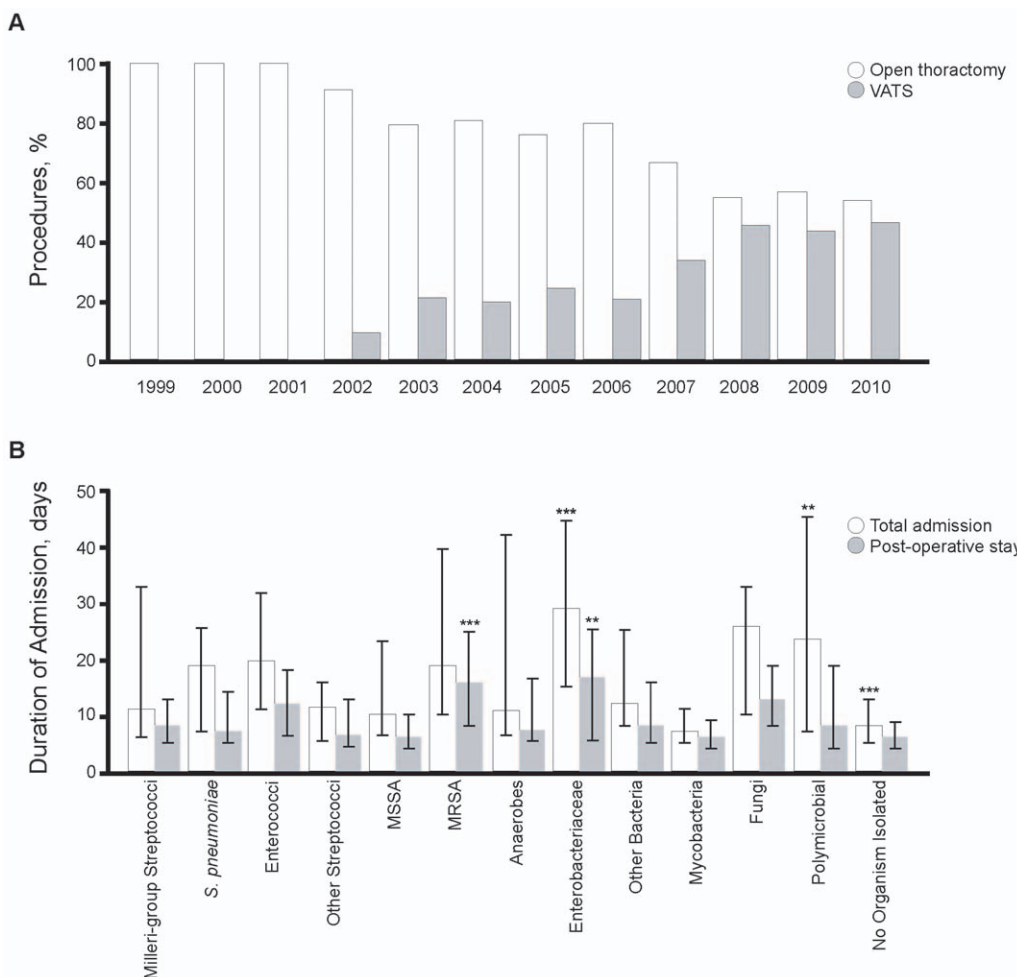 A
Procedures, %
100
80
60
40
20
0
Open thoractomy
VATS
1999 2000 2001 2002 2003 2004 2005 2006 2007 2008 2009 2010
B
Duration of Admission, days
50
40
30
20
10
0
Total admission
Post-operative stay
***
***
**
**
***
Milleri-group Streptococci
S. pneumoniae
Enterococci
Other Streptococci
MSSA
MRSA
Anaerobes
Enterobacteriaceae
Other Bacteria
Mycobacteria
Fungi
Polymicrobial
No Organism Isolated